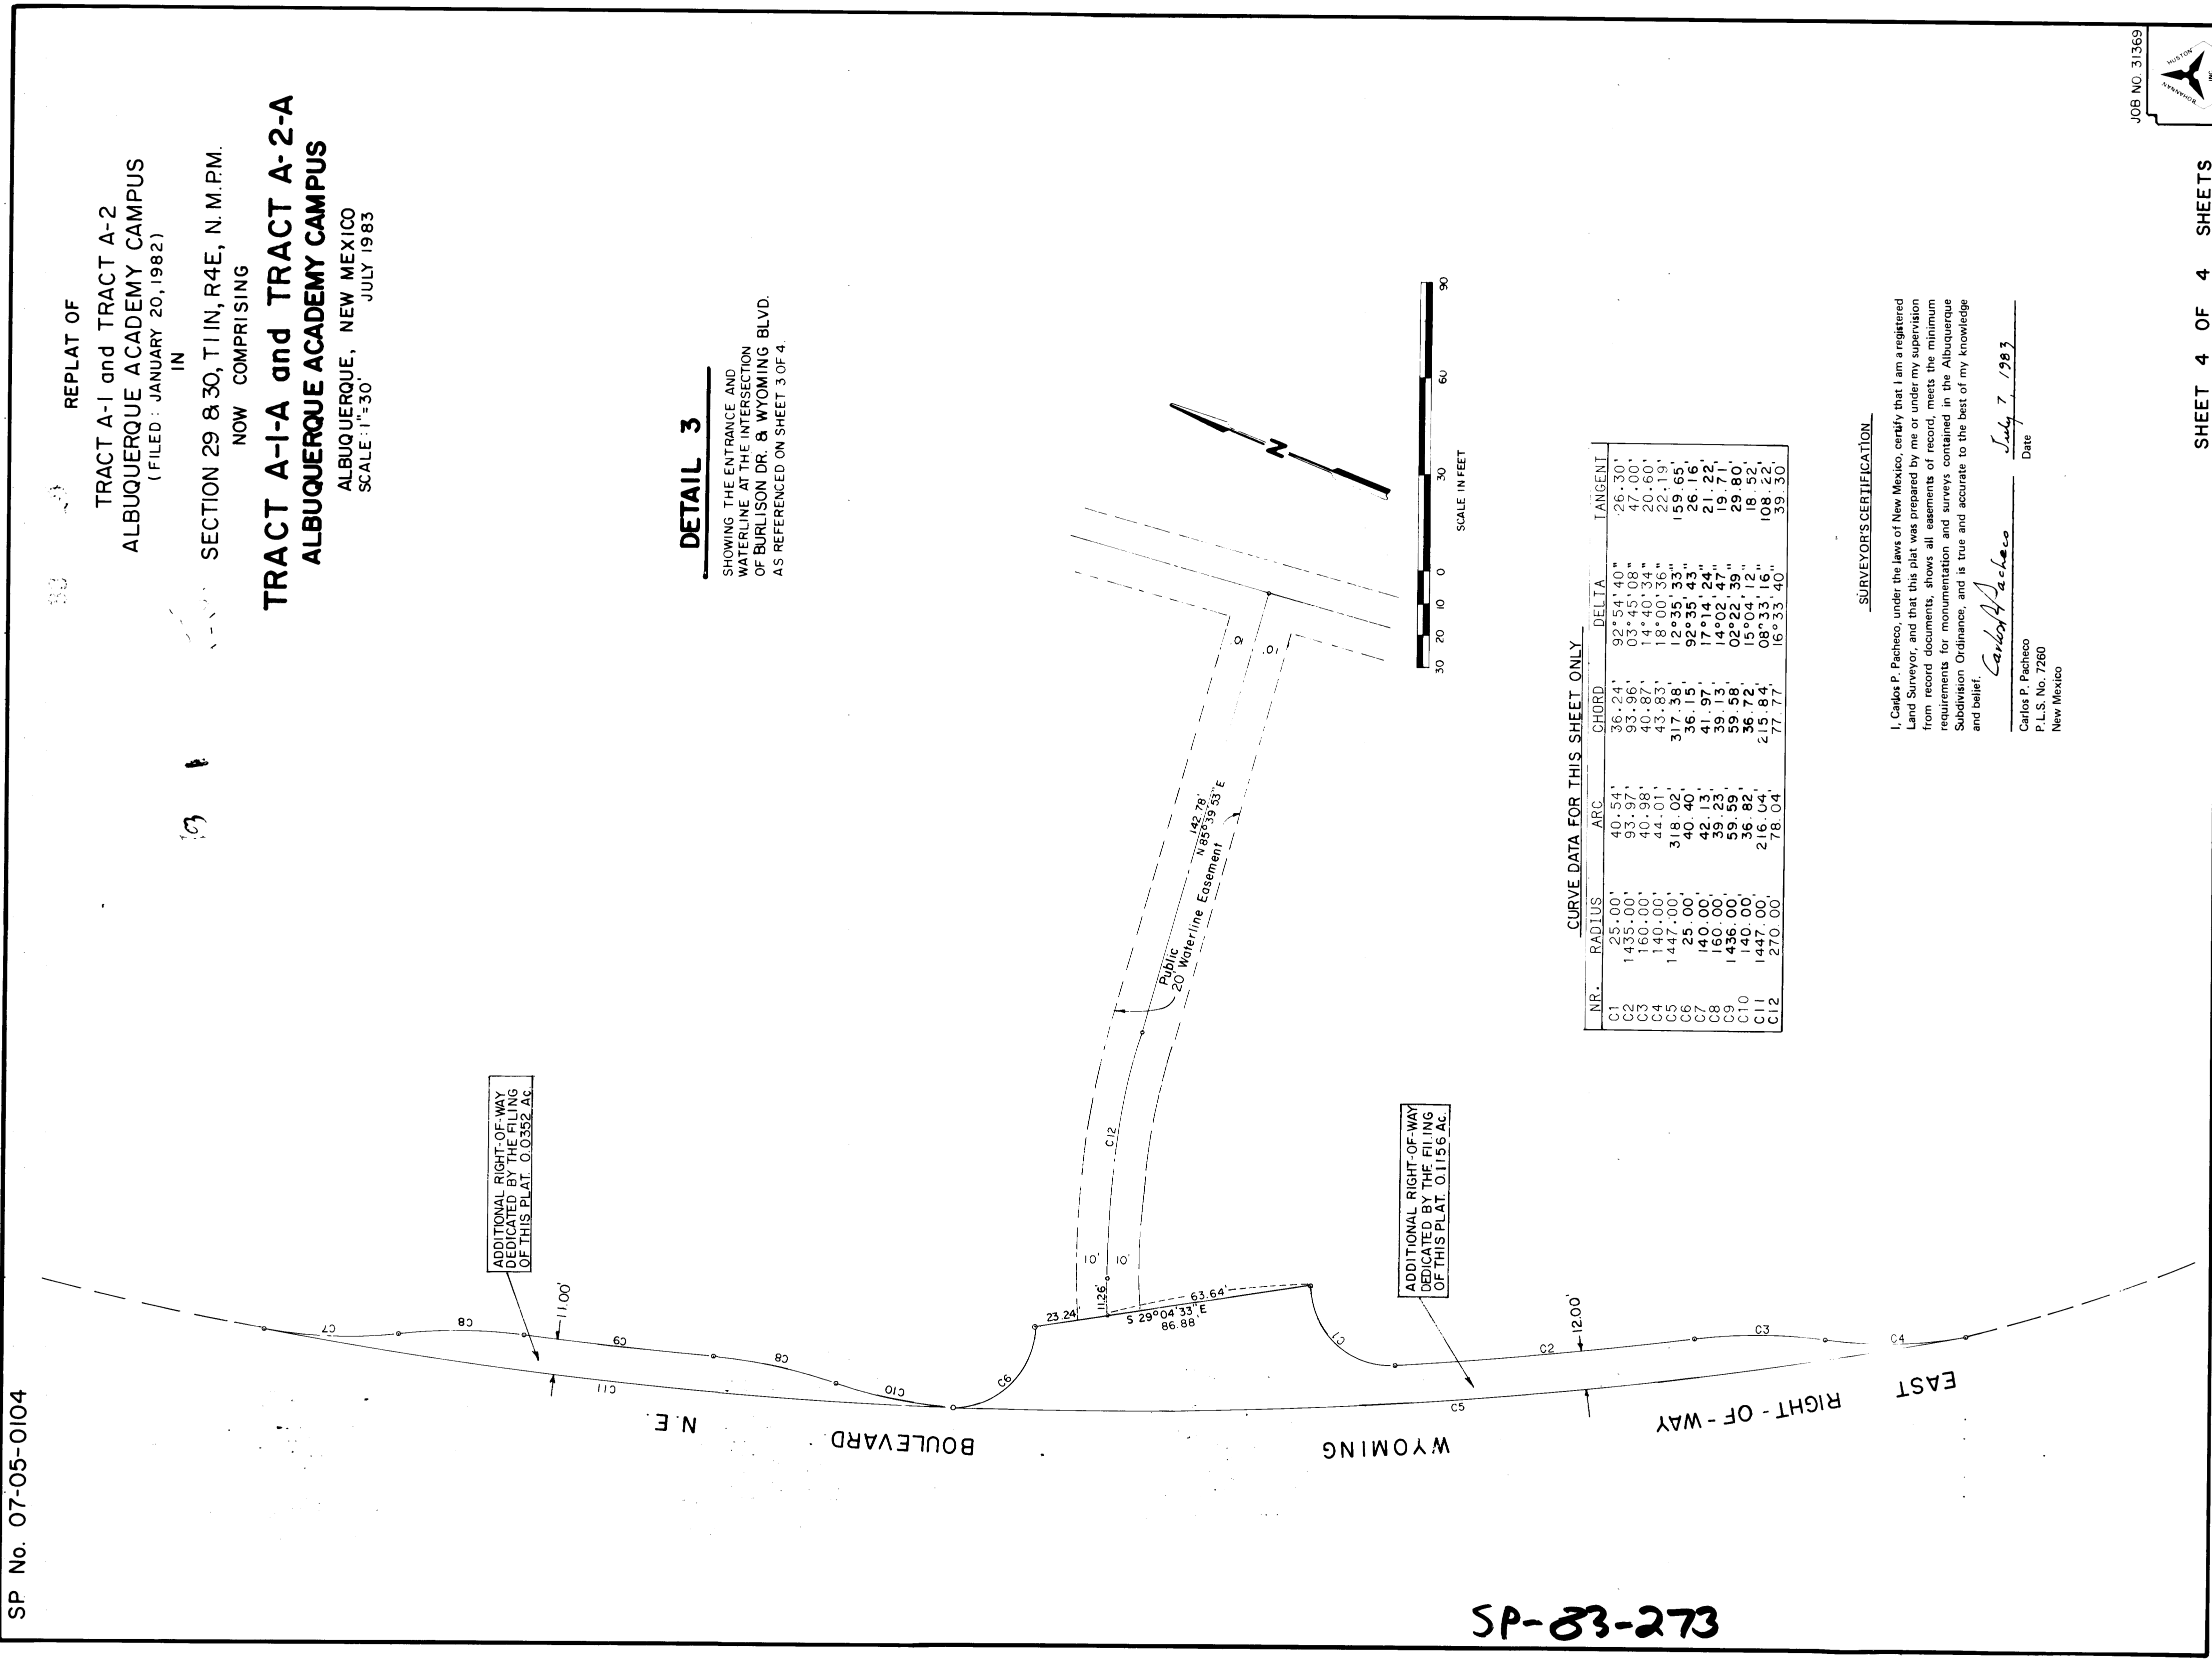 SP No. 07-05-0104
REPLAT OF
TRACT A-1 and TRACT A-2
ALBUQUERQUE ACADEMY CAMPUS
(FILED: JANUARY 20, 1982)
IN
SECTION 29 & 30, T11N, R4E, N.M.P.M.
NOW COMPRISING
TRACT A-1-A and TRACT A-2-A
ALBUQUERQUE ACADEMY CAMPUS
ALBUQUERQUE, NEW MEXICO
SCALE: 1"=30' JULY 1983
DETAIL 3
SHOWING THE ENTRANCE AND
WATERLINE AT THE INTERSECTION
OF BURLISON DR. & WYOMING BLVD.
AS REFERENCED ON SHEET 3 OF 4.
ADDITIONAL RIGHT-OF-WAY
DEDICATED BY THE FILING
OF THIS PLAT. 0.0352 Ac.
11.00'
C7
C8
C9
C8
C10
C11
C6
23.24'
11.26'
10'
10'
63.64'
S 29°04'33" E
86.88'
C12
Public
20' Waterline Easement
142.78'
N 85°39'53" E
10'
10'
N
30 20 10 0 30 60 90
SCALE IN FEET
ADDITIONAL RIGHT-OF-WAY
DEDICATED BY THE FILING
OF THIS PLAT. 0.1156 Ac.
12.00'
C1
C2
C3
C4
C5
WYOMING
BOULEVARD
N.E.
EAST
RIGHT-OF-WAY
CURVE DATA FOR THIS SHEET ONLY
NR. RADIUS ARC CHORD DELTA TANGENT
C1 25.00' 40.54' 36.24' 92°54'40" 26.30'
C2 1435.00' 93.97' 93.96' 03°45'08" 47.00'
C3 160.00' 40.98' 40.87' 14°40'34" 20.60'
C4 140.00' 44.01' 43.83' 18°00'36" 22.19'
C5 1447.00' 318.02' 317.38' 12°35'33" 159.65'
C6 25.00' 40.40' 36.15' 92°35'43" 26.16'
C7 140.00' 42.13' 41.97' 17°14'24" 21.22'
C8 160.00' 39.23' 39.13' 14°02'47" 19.71'
C9 1436.00' 59.59' 59.58' 02°22'39" 29.80'
C10 140.00' 36.82' 36.72' 15°04'12" 18.52'
C11 1447.00' 216.04' 215.84' 08°33'16" 108.22'
C12 270.00' 78.04' 77.77' 16°33'40" 39.30'
SURVEYOR'S CERTIFICATION
I, Carlos P. Pacheco, under the laws of New Mexico, certify that I am a registered
Land Surveyor, and that this plat was prepared by me or under my supervision
from record documents, shows all easements of record, meets the minimum
requirements for monumentation and surveys contained in the Albuquerque
Subdivision Ordinance, and is true and accurate to the best of my knowledge
and belief.
Carlos P. Pacheco July 7, 1983
Carlos P. Pacheco Date
P.L.S. No. 7260
New Mexico
JOB NO. 31369
BOHANNAN
HUSTON
INC.
SHEET 4 OF 4 SHEETS
SP-83-273